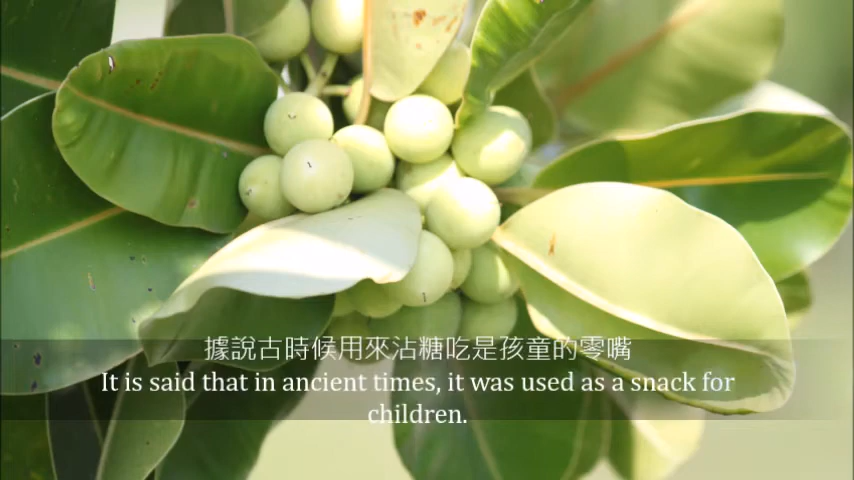 據說古時候用來沾糖吃是孩童的零嘴
It is said that in ancient times, it was used as a snack for
children.